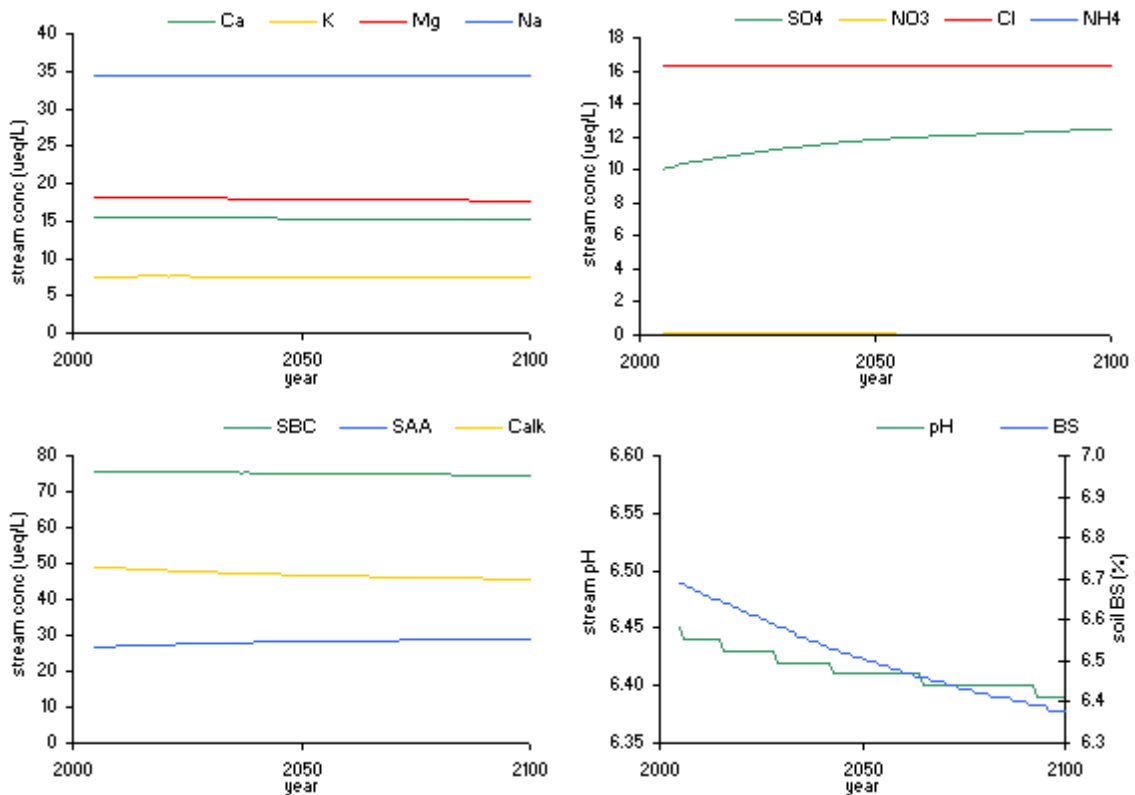 Ca K Mg Na
40
35
30
25
20
15
10
5
0
stream conc (ueq/L)
2000 2050 2100
year
SO4 NO3 Cl NH4
18
16
14
12
10
8
6
4
2
0
stream conc (ueq/L)
2000 2050 2100
year
SBC SAA Calk
80
70
60
50
40
30
20
10
0
stream conc (ueq/L)
2000 2050 2100
year
pH BS
6.60
6.55
6.50
6.45
6.40
6.35
stream pH
7.0
6.9
6.8
6.7
6.6
6.5
6.4
6.3
soil BS (%)
2000 2050 2100
year